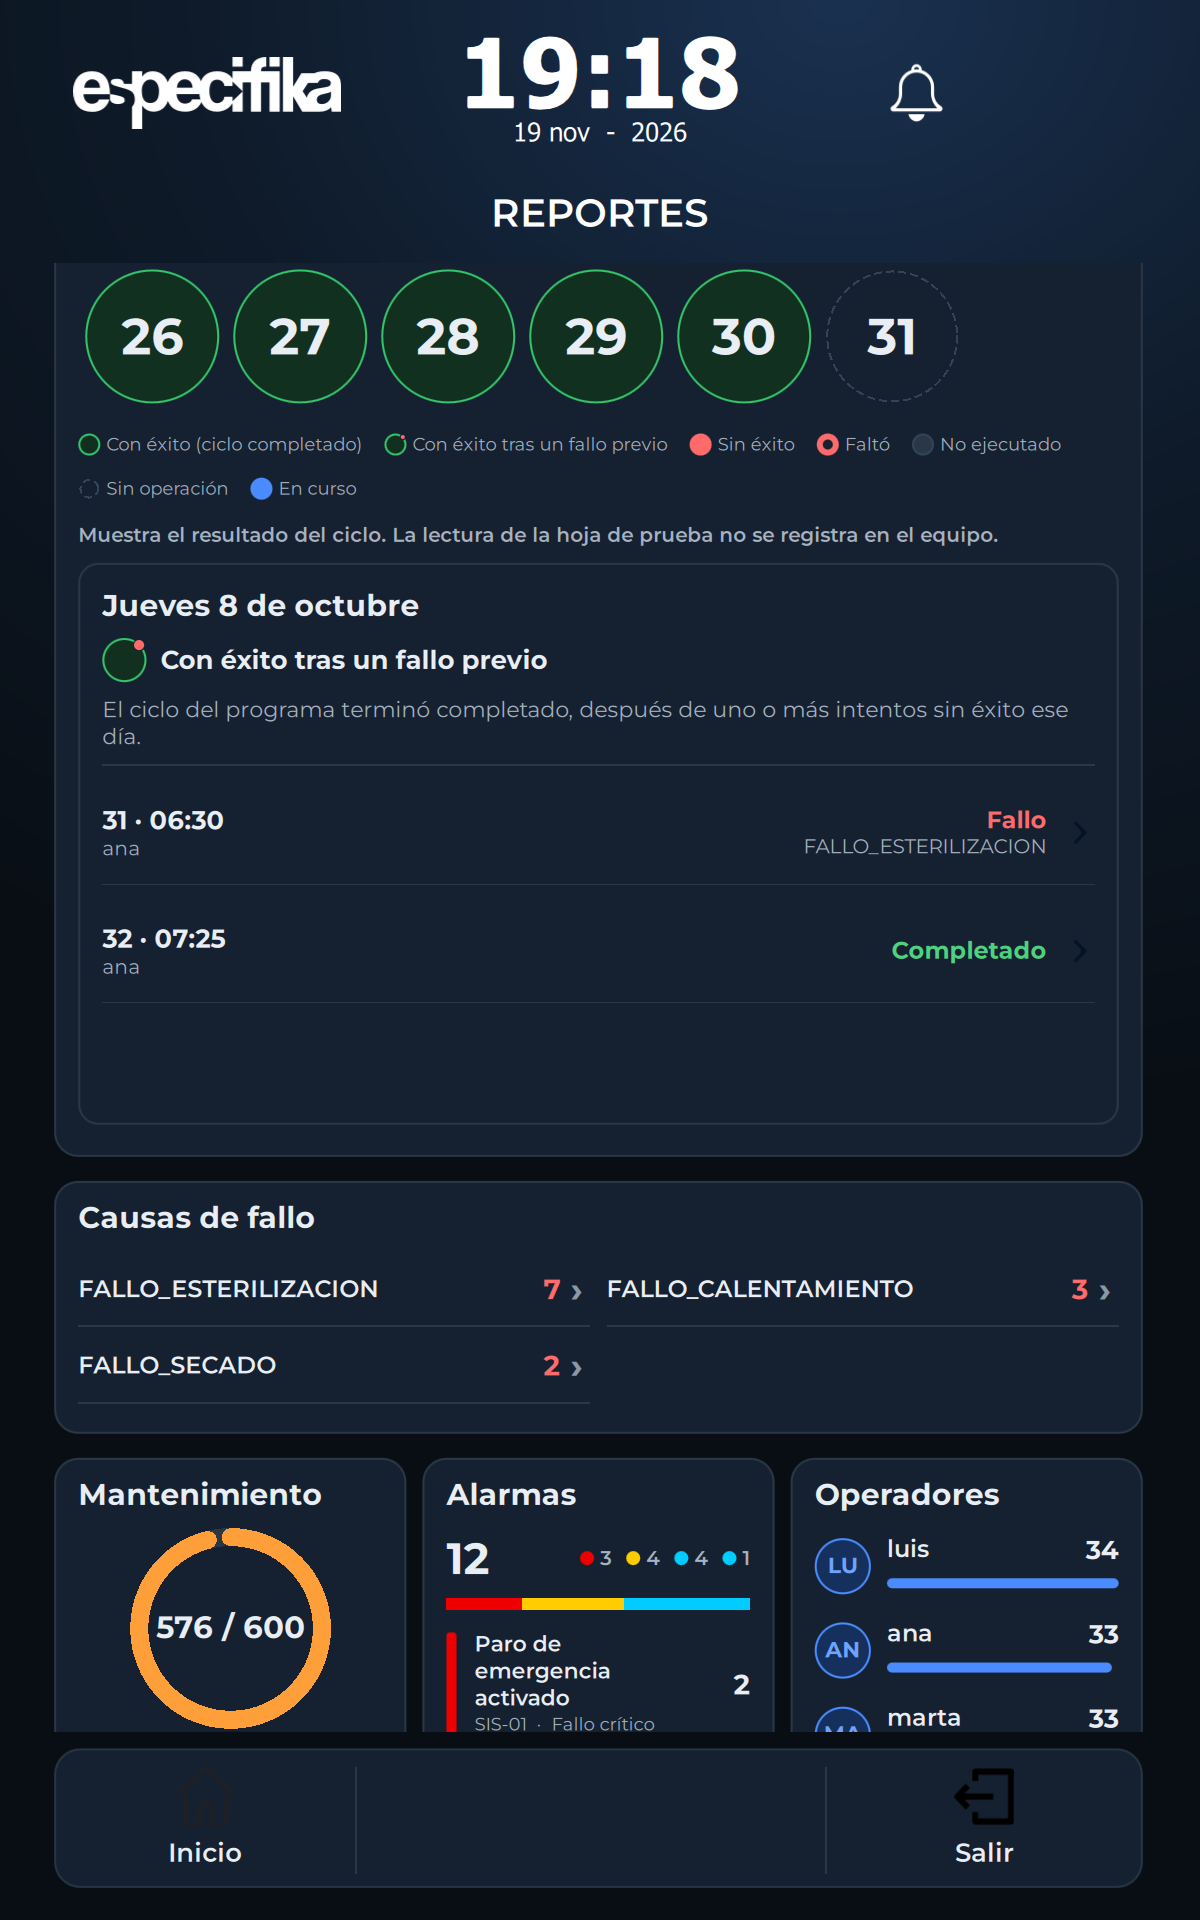 especifika
19:18
19 nov - 2026
REPORTES
26 27 28 29 30 31
Con éxito (ciclo completado) Con éxito tras un fallo previo Sin éxito Faltó No ejecutado
Sin operación En curso
Muestra el resultado del ciclo. La lectura de la hoja de prueba no se registra en el equipo.
Jueves 8 de octubre
Con éxito tras un fallo previo
El ciclo del programa terminó completado, después de uno o más intentos sin éxito ese
día.
31 · 06:30
ana
Fallo
FALLO_ESTERILIZACION
32 · 07:25
ana
Completado
Causas de fallo
FALLO_ESTERILIZACION 7 ›
FALLO_CALENTAMIENTO 3 ›
FALLO_SECADO 2 ›
Mantenimiento
576 / 600
Alarmas
12 3 4 4 1
Paro de
emergencia
activado
2
SIS-01 · Fallo crítico
Operadores
LU luis 34
AN ana 33
MA marta 33
Inicio
Salir